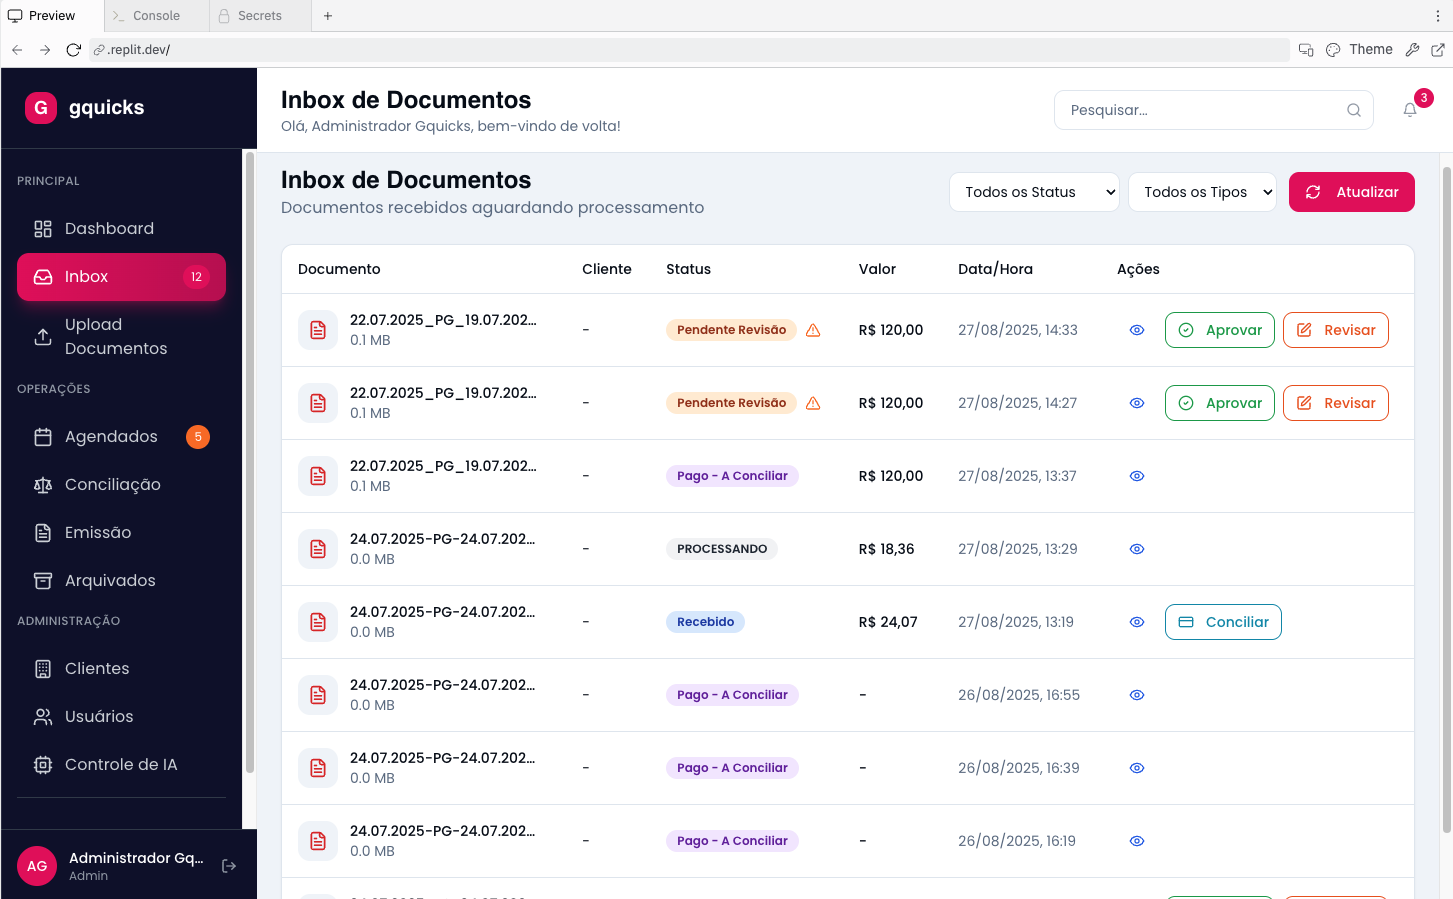 Preview
Console
Secrets
.replit.dev/
Theme
G gquicks
Inbox de Documentos
Olá, Administrador Gquicks, bem-vindo de volta!
Pesquisar...
3
PRINCIPAL
Dashboard
Inbox 12
Upload
Documentos
OPERAÇÕES
Agendados 5
Conciliação
Emissão
Arquivados
ADMINISTRAÇÃO
Clientes
Usuários
Controle de IA
AG
Administrador Gq...
Admin
Inbox de Documentos
Documentos recebidos aguardando processamento
Todos os Status
Todos os Tipos
Atualizar
Documento Cliente Status Valor Data/Hora Ações
22.07.2025_PG_19.07.202...
0.1 MB
- Pendente Revisão R$ 120,00 27/08/2025, 14:33 Aprovar Revisar
22.07.2025_PG_19.07.202...
0.1 MB
- Pendente Revisão R$ 120,00 27/08/2025, 14:27 Aprovar Revisar
22.07.2025_PG_19.07.202...
0.1 MB
- Pago - A Conciliar R$ 120,00 27/08/2025, 13:37
24.07.2025-PG-24.07.202...
0.0 MB
- PROCESSANDO R$ 18,36 27/08/2025, 13:29
24.07.2025-PG-24.07.202...
0.0 MB
- Recebido R$ 24,07 27/08/2025, 13:19 Conciliar
24.07.2025-PG-24.07.202...
0.0 MB
- Pago - A Conciliar - 26/08/2025, 16:55
24.07.2025-PG-24.07.202...
0.0 MB
- Pago - A Conciliar - 26/08/2025, 16:39
24.07.2025-PG-24.07.202...
0.0 MB
- Pago - A Conciliar - 26/08/2025, 16:19